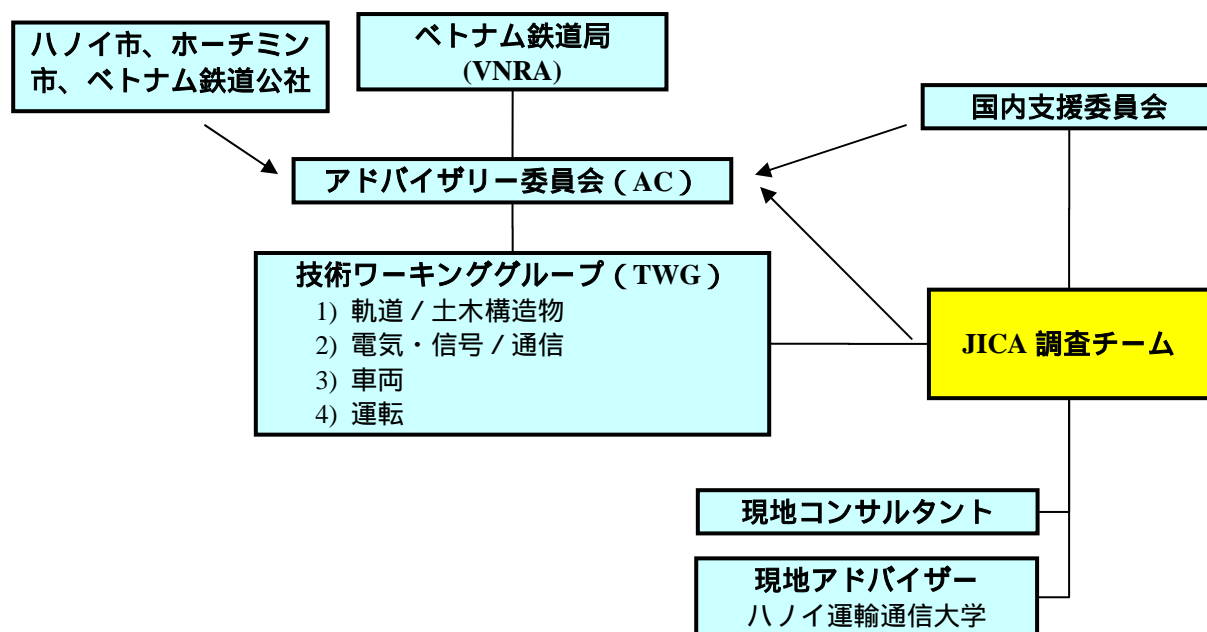 ハノイ市、ホーチミン
市、ベトナム鉄道公社
ベトナム鉄道局
(VNRA)
国内支援委員会
アドバイザリー委員会（AC）
技術ワーキンググループ（TWG）
1) 軌道／土木構造物
2) 電気・信号／通信
3) 車両
4) 運転
JICA 調査チーム
現地コンサルタント
現地アドバイザー
ハノイ運輸通信大学